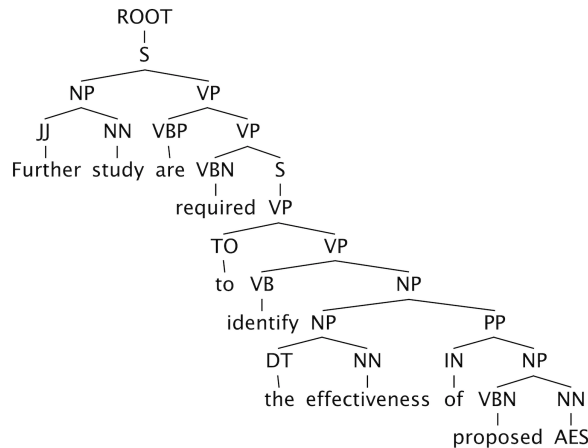 ROOT
S
NP VP
JJ NN VBP VP
Further study are VBN S
required VP
TO VP
to VB NP
identify NP PP
DT NN IN NP
the effectiveness of VBN NN
proposed AES